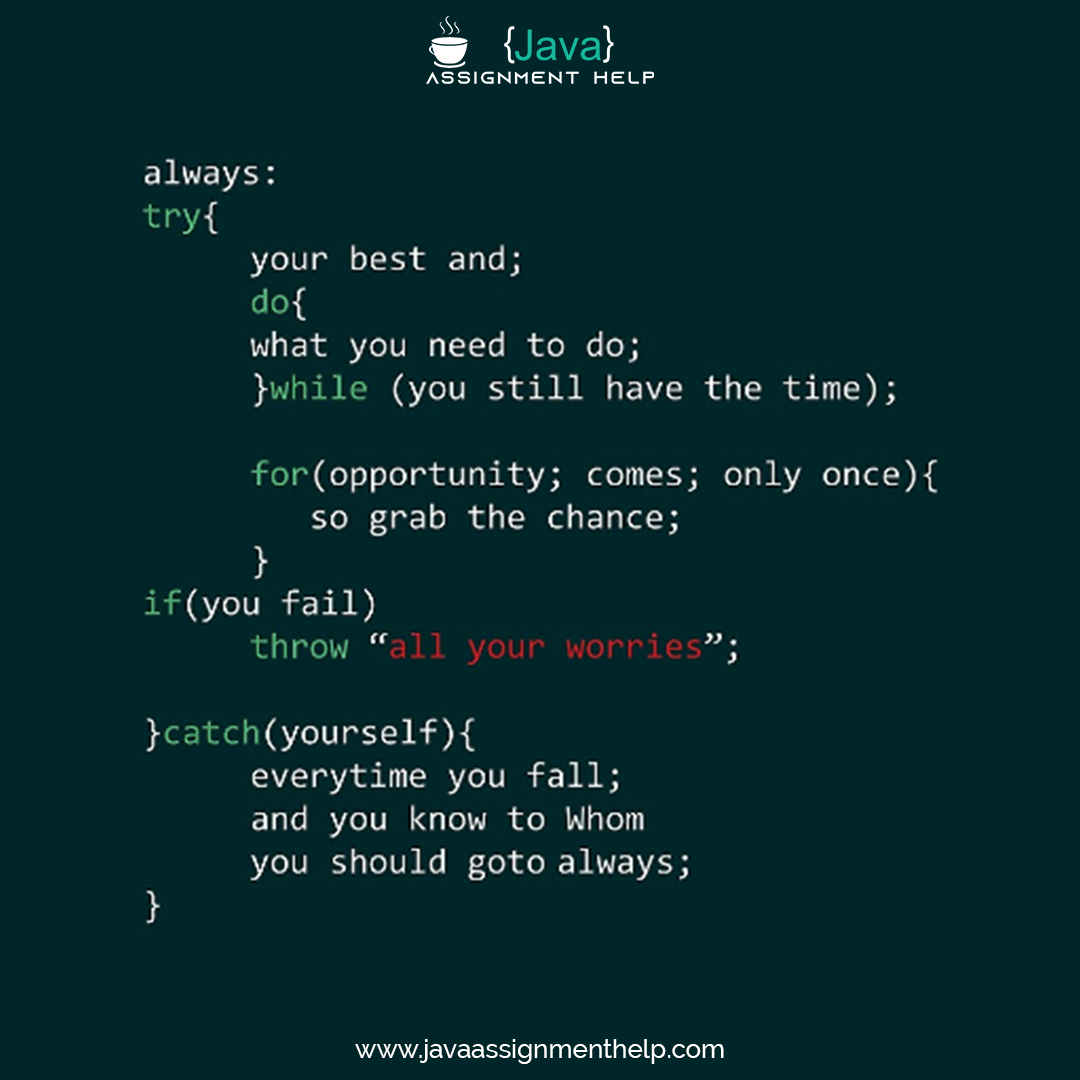 {Java}
ASSIGNMENT HELP
always:
try{
your best and;
do{
what you need to do;
}while (you still have the time);
for(opportunity; comes; only once){
so grab the chance;
}
if(you fail)
throw “all your worries”;
}catch(yourself){
everytime you fall;
and you know to Whom
you should goto always;
}
www.javaassignmenthelp.com